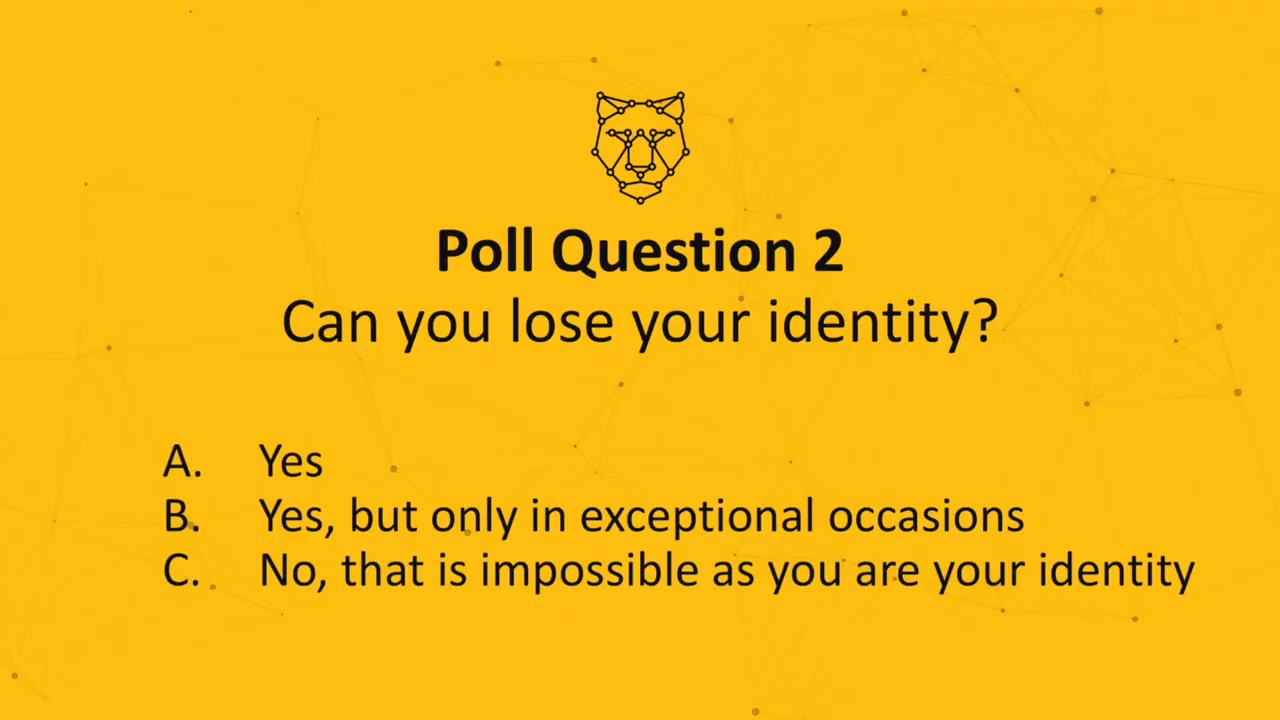 Poll Question 2
Can you lose your identity?
A. Yes
B. Yes, but only in exceptional occasions
C. No, that is impossible as you are your identity